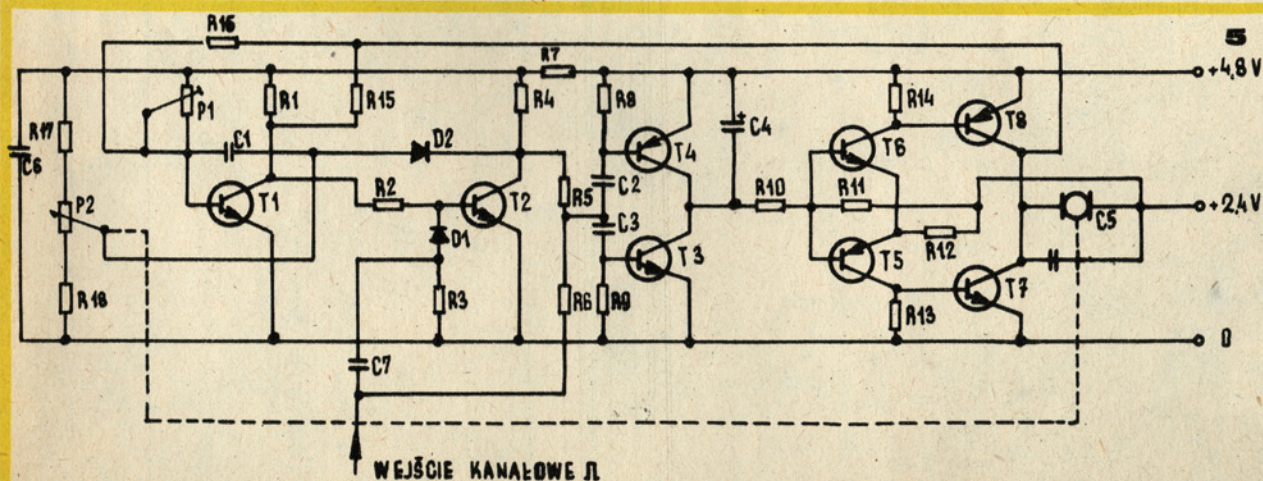 R16
5
R7
+4,8 V
R17
P1
R1
R15
R4
R8
R14
T8
C6
C1
D2
T4
C4
T6
P2
T1
R2
T2
R5
C2
R10
R11
+2,4V
C3
C5
D1
R12
T3
T5
R18
R3
R6
R9
R13
T7
C7
0
WEJŚCIE KANAŁOWE